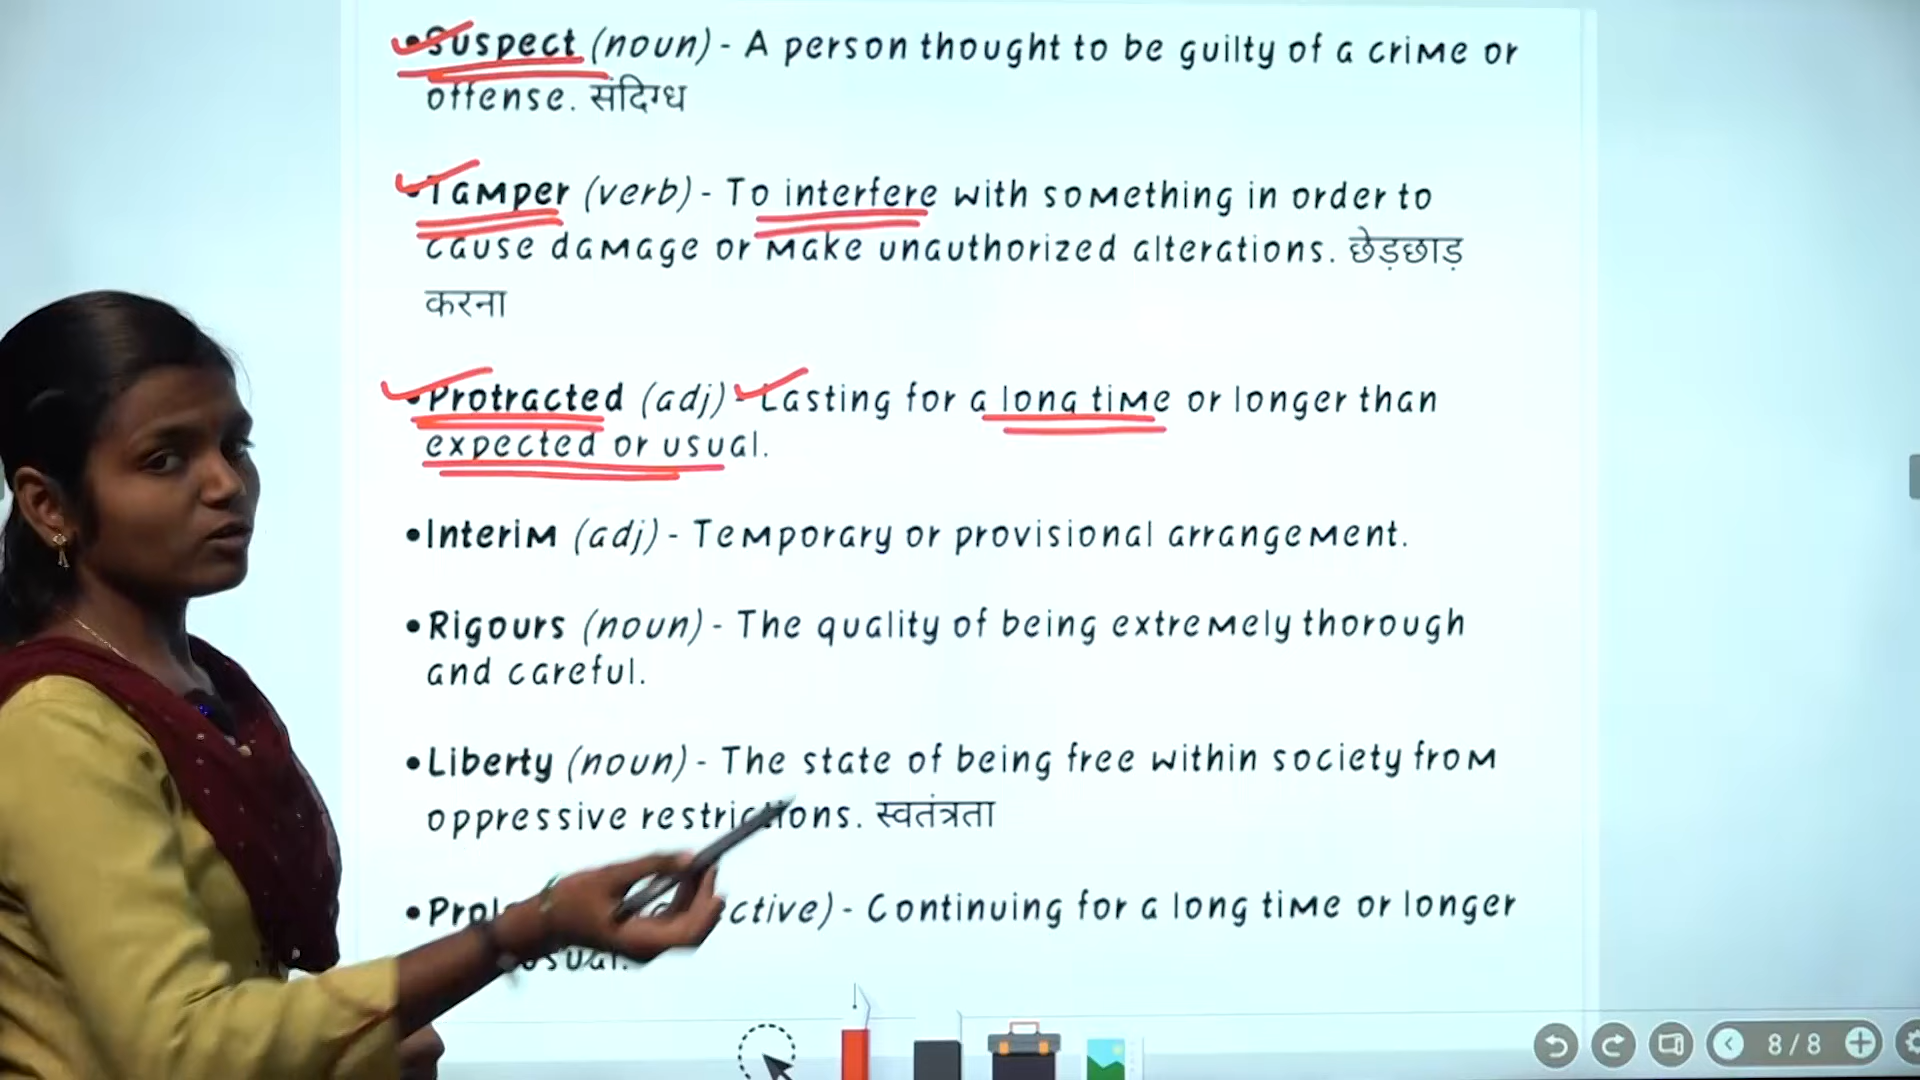 •Suspect (noun) - A person thought to be guilty of a crime or
offense. संदिग्ध
•Tamper (verb) - To interfere with something in order to
cause damage or make unauthorized alterations. छेड़छाड़
करना
•Protracted (adj) - Lasting for a long time or longer than
expected or usual.
•Interim (adj) - Temporary or provisional arrangement.
•Rigours (noun) - The quality of being extremely thorough
and careful.
•Liberty (noun) - The state of being free within society from
oppressive restrictions. स्वतंत्रता
- Continuing for a long time or longer
usual.
8/8